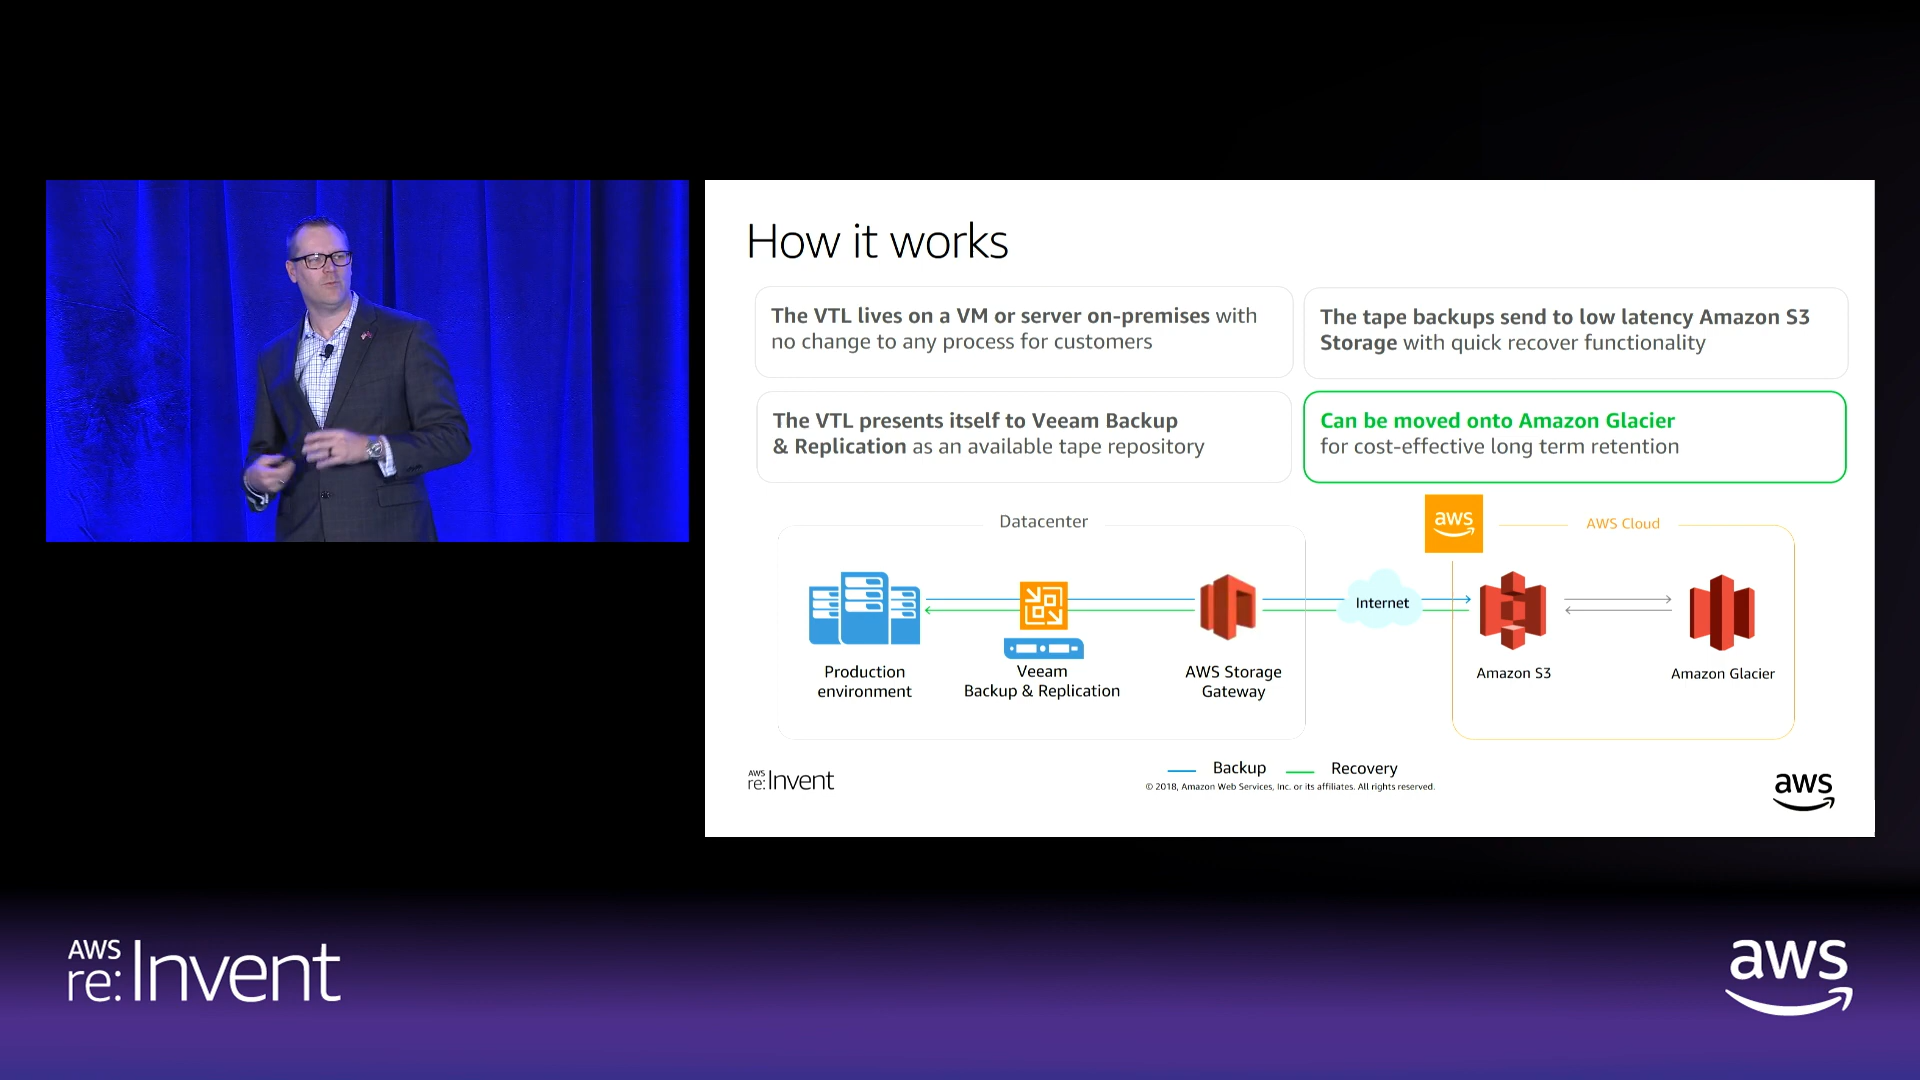 How it works
The VTL lives on a VM or server on-premises with
no change to any process for customers
The tape backups send to low latency Amazon S3
Storage with quick recover functionality
The VTL presents itself to Veeam Backup
& Replication as an available tape repository
Can be moved onto Amazon Glacier
for cost-effective long term retention
Datacenter
aws
AWS Cloud
Internet
Production
environment
Veeam
Backup & Replication
AWS Storage
Gateway
Amazon S3
Amazon Glacier
Backup
Recovery
AWS
re:Invent
© 2018, Amazon Web Services, Inc. or its affiliates. All rights reserved.
aws
AWS
re:Invent
aws